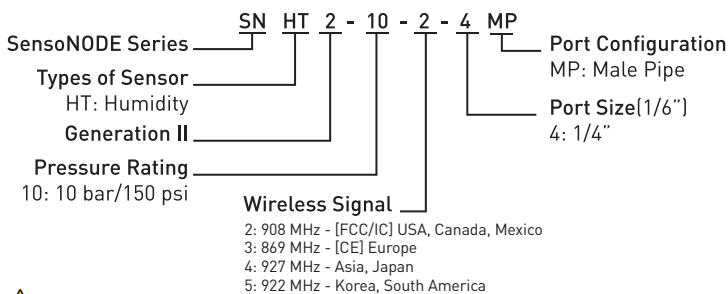 SN HT 2 - 10 - 2 - 4 MP
SensoNODE Series
Types of Sensor
HT: Humidity
Generation II
Pressure Rating
10: 10 bar/150 psi
Wireless Signal
2: 908 MHz - [FCC/IC] USA, Canada, Mexico
3: 869 MHz - [CE] Europe
4: 927 MHz - Asia, Japan
5: 922 MHz - Korea, South America
Port Configuration
MP: Male Pipe
Port Size(1/6”)
4: 1/4”